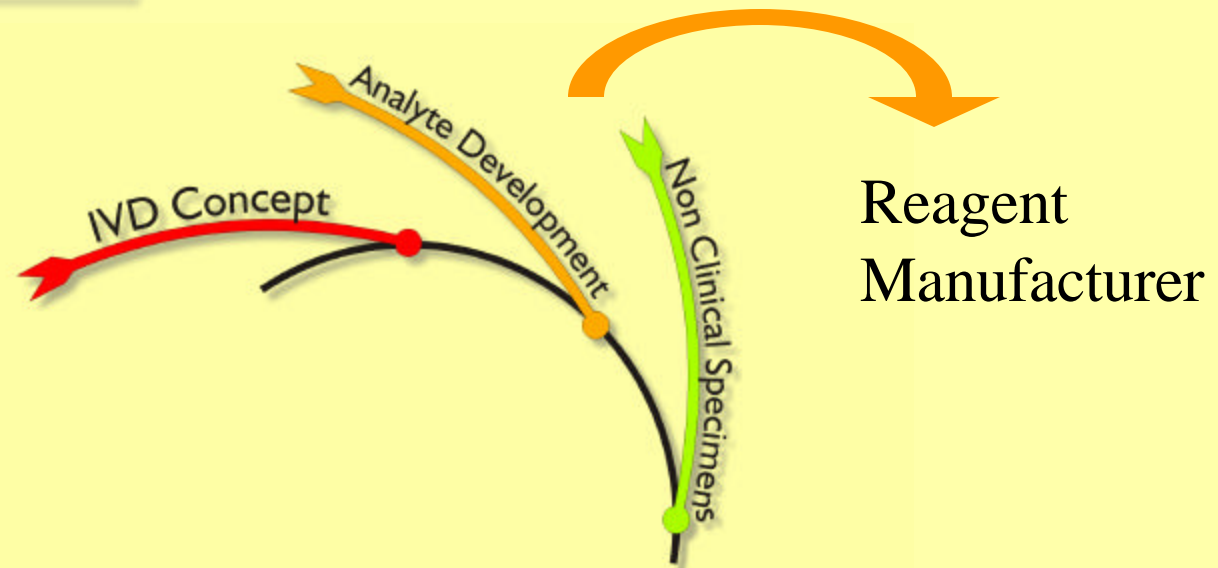 IVD Concept
Analyte Development
Non Clinical Specimens
Reagent
Manufacturer